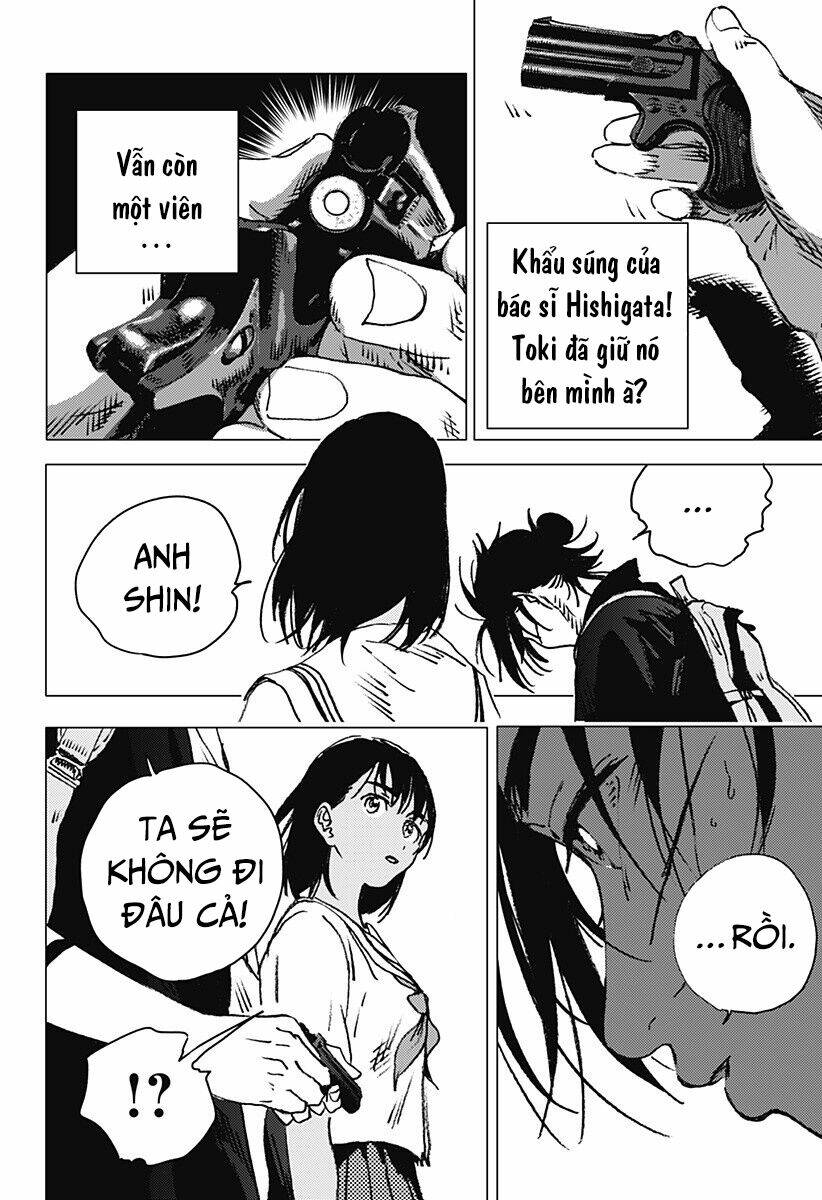 Khẩu súng của
bác sĩ Hishigata!
Toki đã giữ nó
bên mình à?
Vẫn còn
một viên
...
...
ANH
SHIN!
...RỒI.
TA SẼ
KHÔNG ĐI
ĐÂU CẢ!
!?